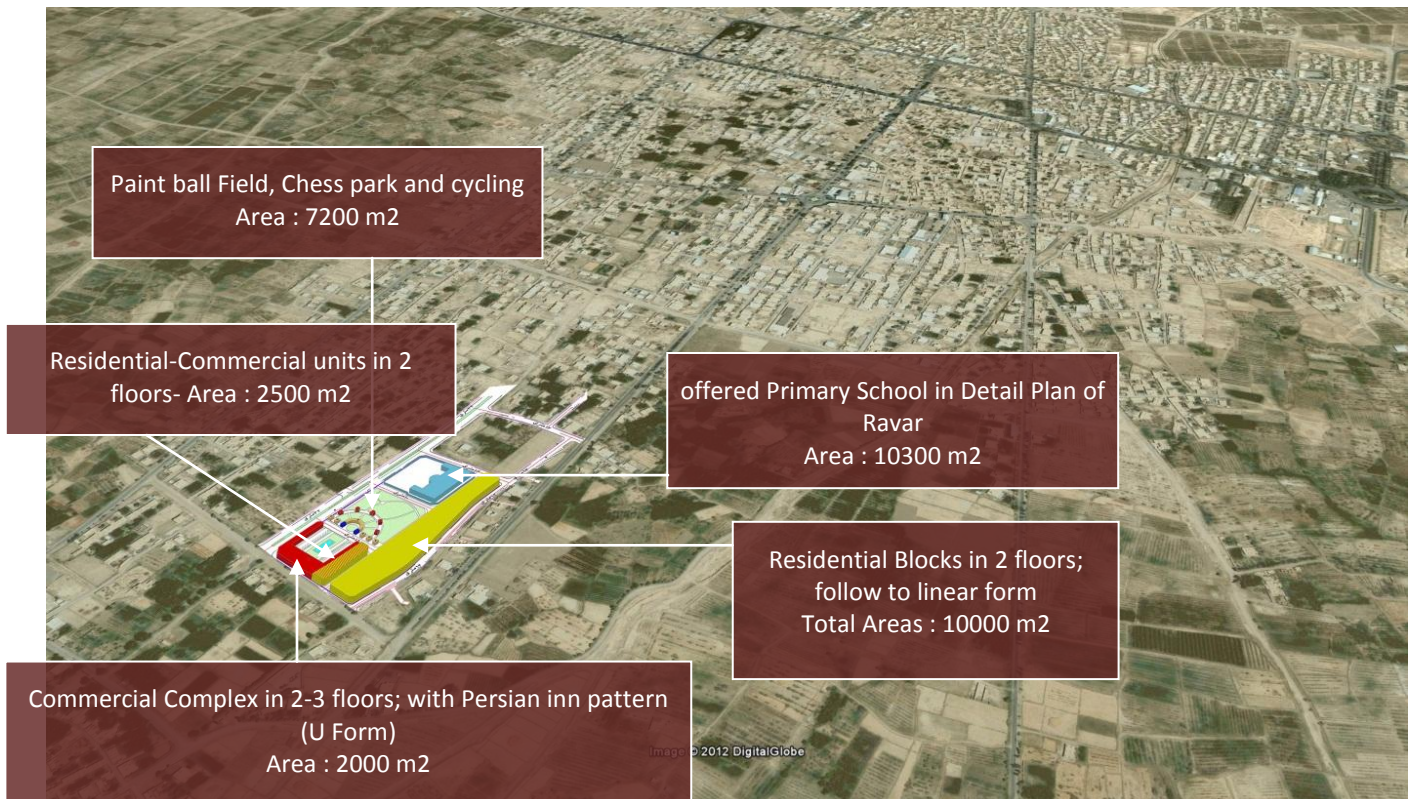 Paint ball Field, Chess park and cycling
Area : 7200 m2
Residential-Commercial units in 2
floors- Area : 2500 m2
offered Primary School in Detail Plan of
Ravar
Area : 10300 m2
Residential Blocks in 2 floors;
follow to linear form
Total Areas : 10000 m2
Commercial Complex in 2-3 floors; with Persian inn pattern
(U Form)
Area : 2000 m2
Image © 2012 DigitalGlobe